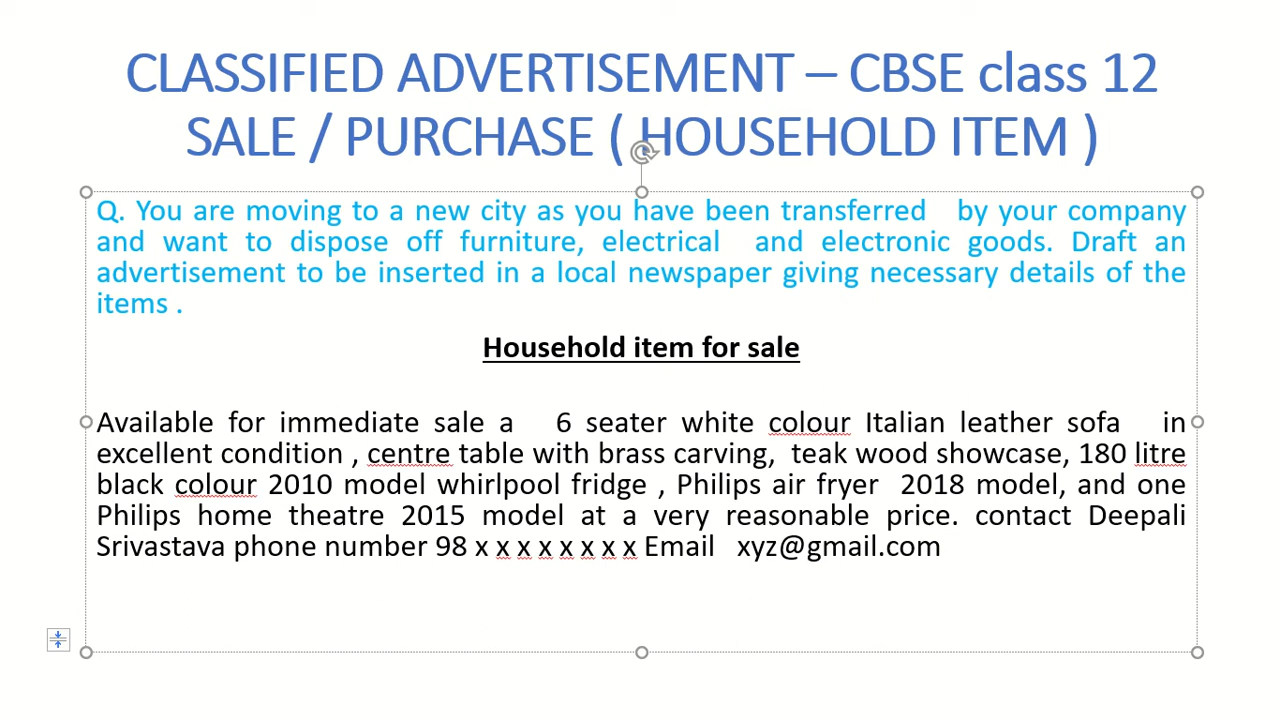 CLASSIFIED ADVERTISEMENT – CBSE class 12
SALE / PURCHASE ( HOUSEHOLD ITEM )
Q. You are moving to a new city as you have been transferred by your company
and want to dispose off furniture, electrical and electronic goods. Draft an
advertisement to be inserted in a local newspaper giving necessary details of the
items .
Household item for sale
Available for immediate sale a 6 seater white colour Italian leather sofa in
excellent condition , centre table with brass carving, teak wood showcase, 180 litre
black colour 2010 model whirlpool fridge , Philips air fryer 2018 model, and one
Philips home theatre 2015 model at a very reasonable price. contact Deepali
Srivastava phone number 98 x x x x x x x x Email xyz@gmail.com